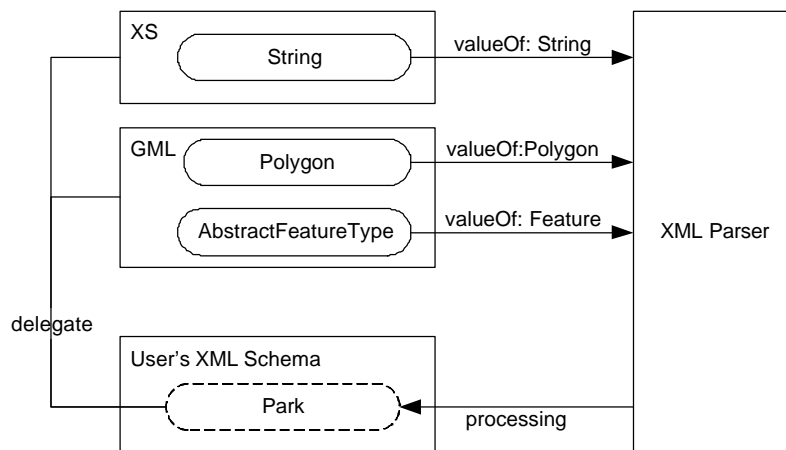 XS
String
valueOf: String
GML
Polygon
valueOf:Polygon
AbstractFeatureType
valueOf: Feature
XML Parser
delegate
User's XML Schema
Park
processing